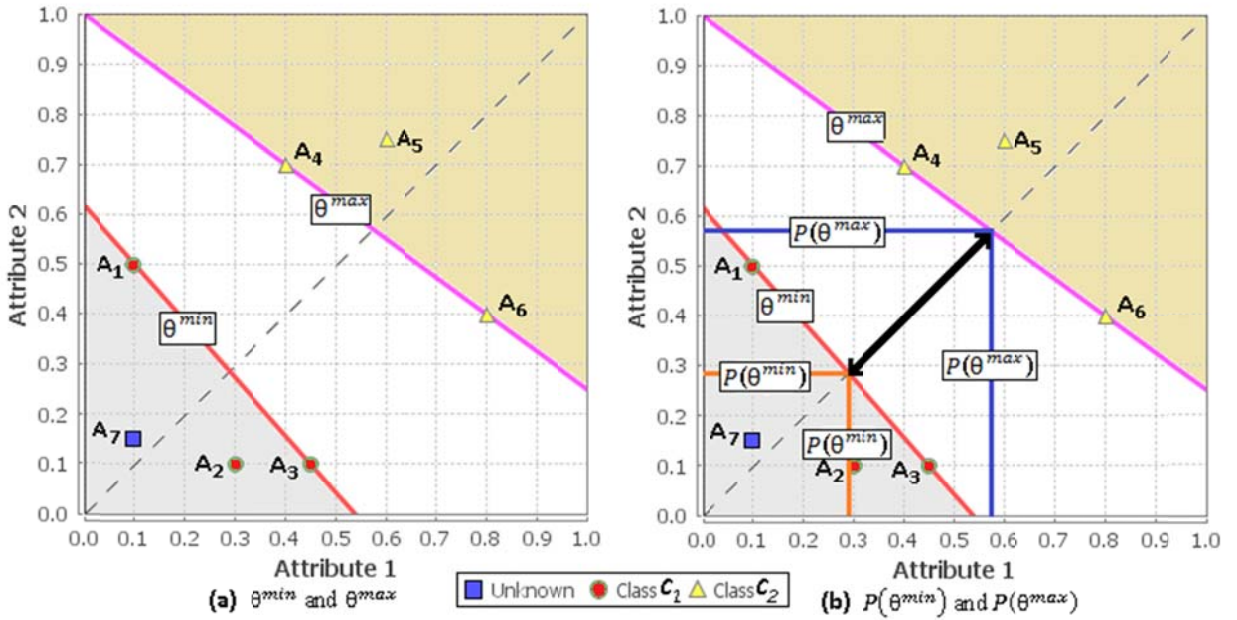 1.0
0.9
0.8
0.7
0.6
0.5
0.4
0.3
0.2
0.1
0.0
Attribute 2
A4
A5
θmax
A1
θmin
A6
A7
A2
A3
0.0 0.1 0.2 0.3 0.4 0.5 0.6 0.7 0.8 0.9 1.0
Attribute 1
(a) θmin and θmax
1.0
0.9
0.8
0.7
0.6
0.5
0.4
0.3
0.2
0.1
0.0
Attribute 2
θmax
A4
A5
P(θmax)
A1
θmin
A6
P(θmin)
P(θmax)
A7
P(θmin)
A2
A3
0.0 0.1 0.2 0.3 0.4 0.5 0.6 0.7 0.8 0.9 1.0
Attribute 1
Unknown Class C1 Class C2
(b) P(θmin) and P(θmax)